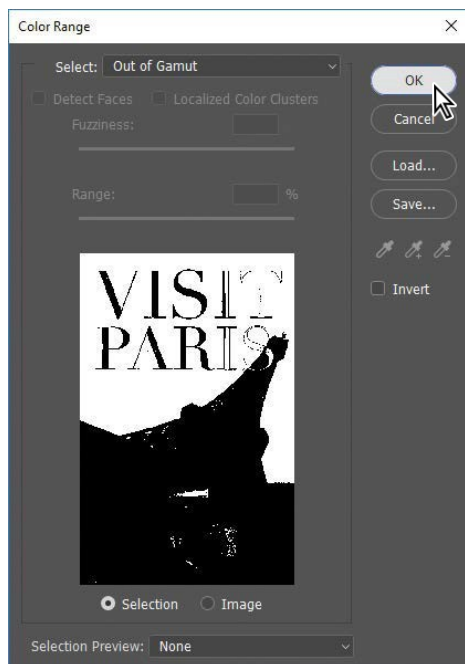 Color Range
Select: Out of Gamut
OK
Detect Faces Localized Color Clusters
Fuzziness:
Cancel
Load...
Range: %
Save...
VISIT
PARIS
Invert
Selection Image
Selection Preview: None